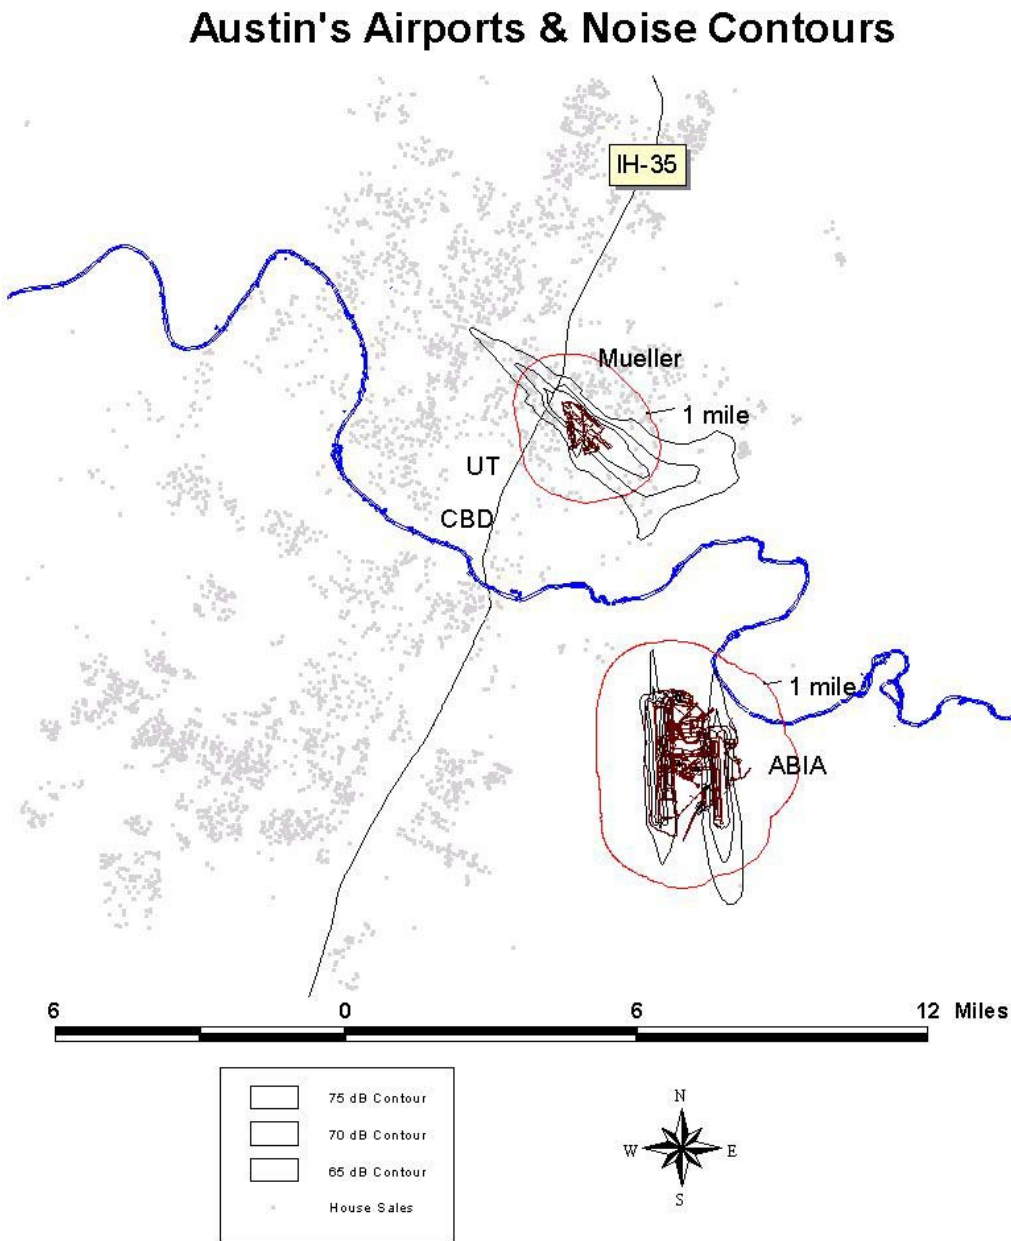 Austin's Airports & Noise Contours
IH-35
Mueller
1 mile
UT
CBD
1 mile
ABIA
6 0 6 12 Miles
75 dB Contour
70 dB Contour
65 dB Contour
House Sales
N
W E
S